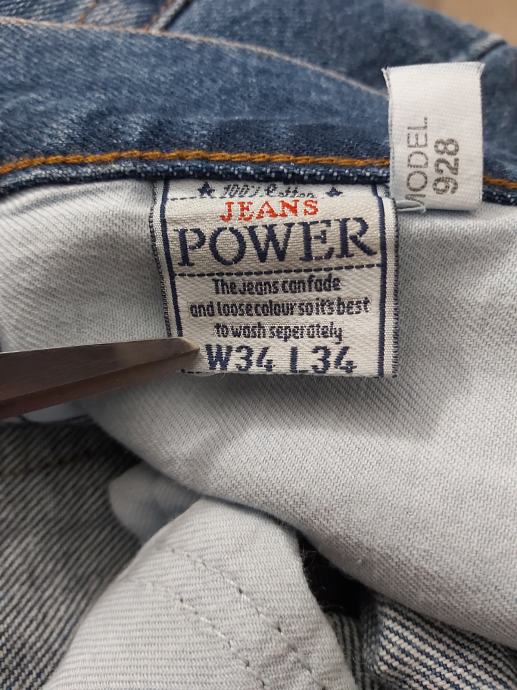 MODEL
928
★ 100% Cotton ★
JEANS
POWER
The Jeans can fade
and loose colour so it's best
to wash seperately
W34 L34